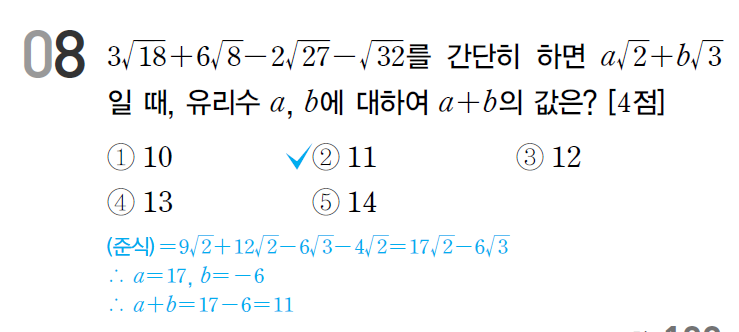 08 3√18+6√8−2√27−√32를 간단히 하면 a√2+b√3
일 때, 유리수 a, b에 대하여 a+b의 값은? [4점]
① 10 ✓② 11 ③ 12
④ 13 ⑤ 14
(준식)=9√2+12√2−6√3−4√2=17√2−6√3
∴ a=17, b=−6
∴ a+b=17−6=11